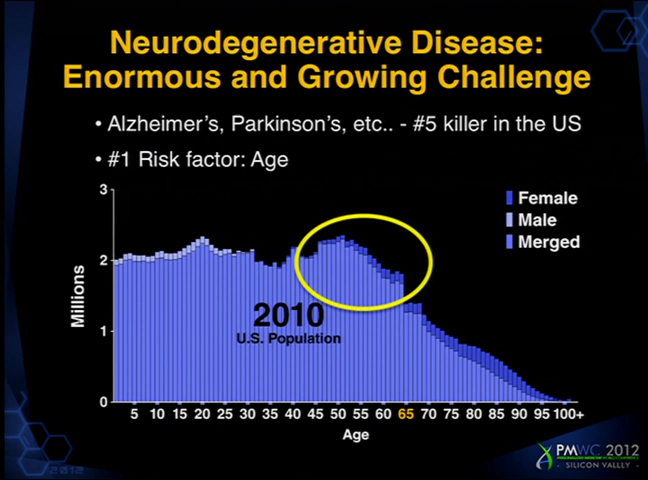 Neurodegenerative Disease:
Enormous and Growing Challenge
• Alzheimer's, Parkinson's, etc.. - #5 killer in the US
• #1 Risk factor: Age
3
2
1
0
Millions
Female
Male
Merged
2010
U.S. Population
5 10 15 20 25 30 35 40 45 50 55 60 65 70 75 80 85 90 95 100+
Age
2012
PMWC 2012
- SILICON VALLEY -